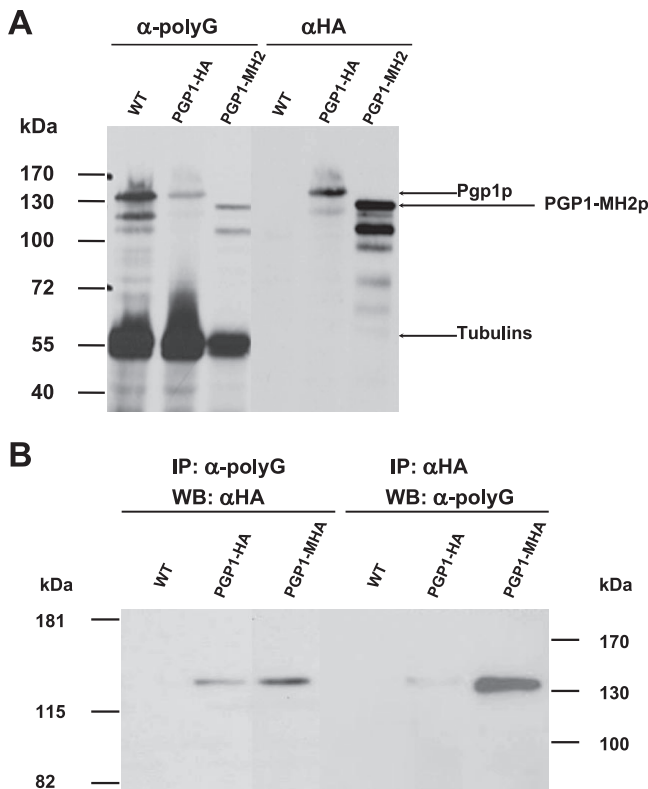 A
α-polyG αHA
WT PGP1-HA PGP1-MH2 WT PGP1-HA PGP1-MH2
kDa
170
130
100
72
55
40
Pgp1p
PGP1-MH2p
Tubulins
B
IP: α-polyG IP: αHA
WB: αHA WB: α-polyG
WT PGP1-HA PGP1-MHA WT PGP1-HA PGP1-MHA
kDa kDa
181
115
82
170
130
100